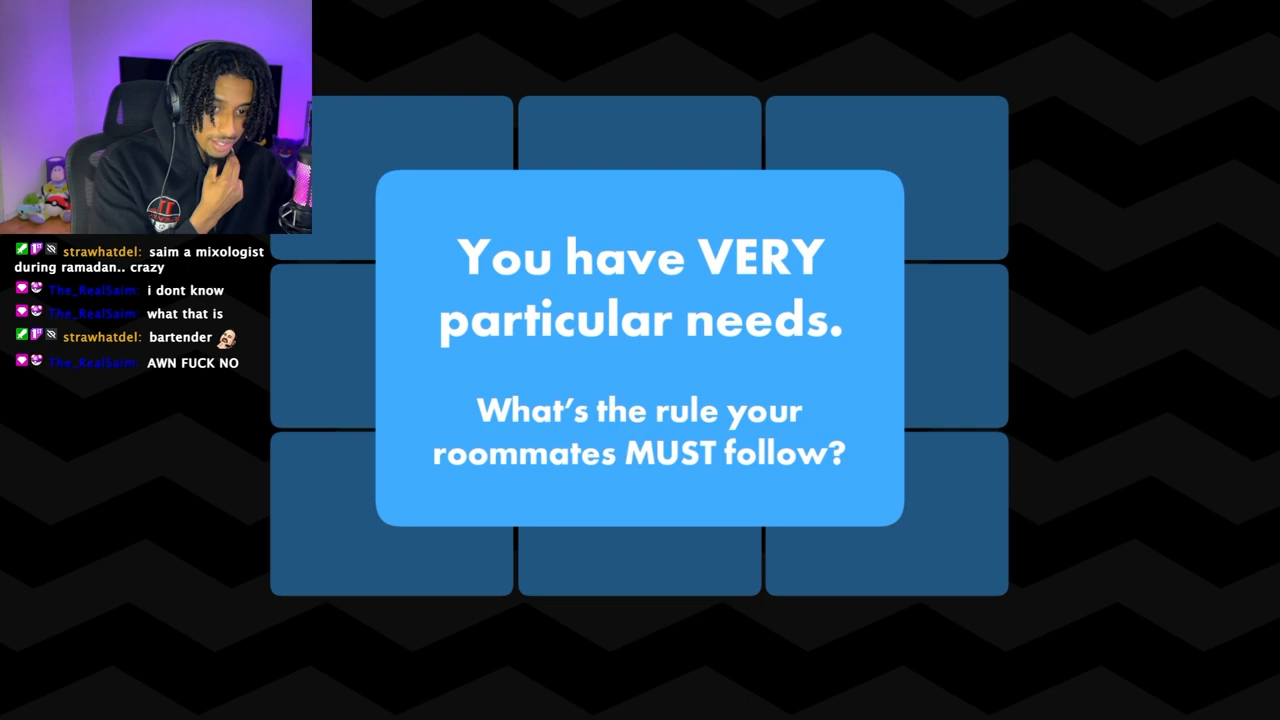 strawhatdel: saim a mixologist
during ramadan.. crazy
The_RealSaim: i dont know
The_RealSaim: what that is
strawhatdel: bartender
The_RealSaim: AWN FUCK NO
You have VERY
particular needs.
What's the rule your
roommates MUST follow?